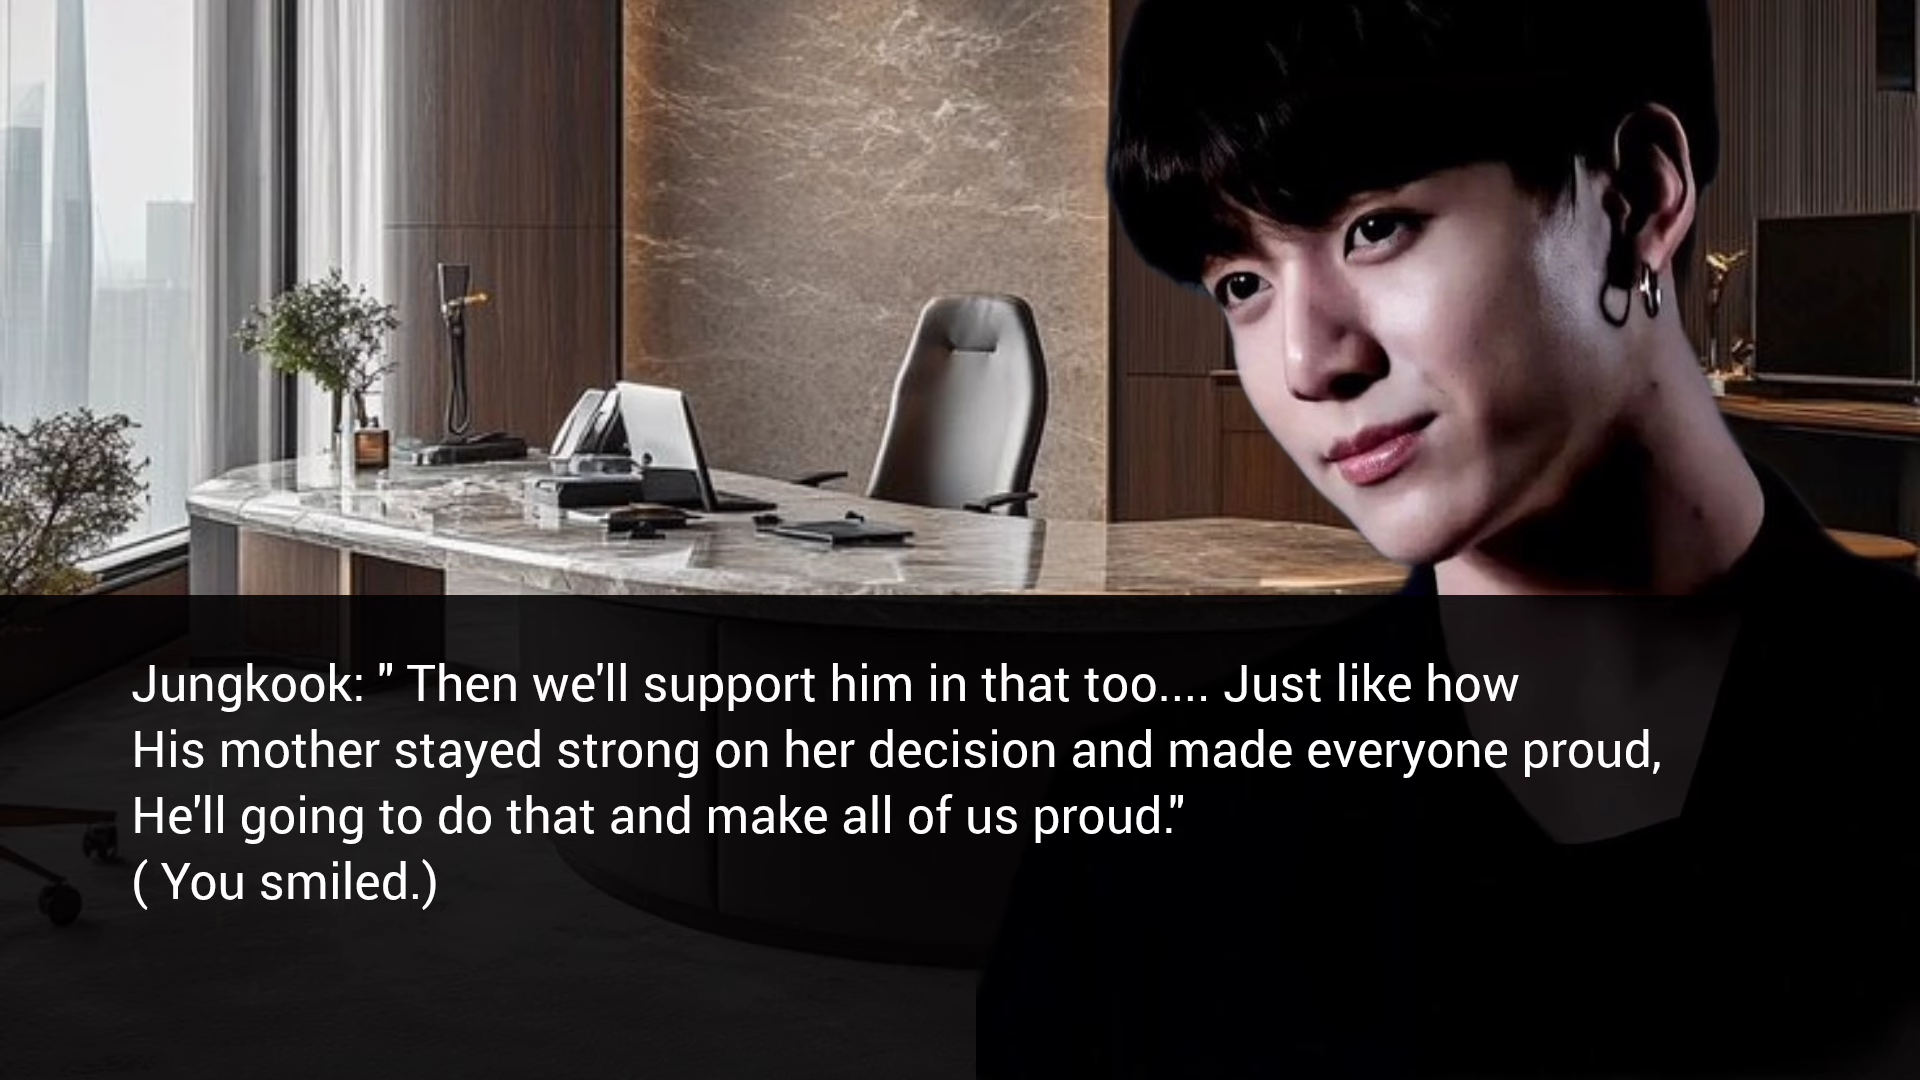 Jungkook: " Then we'll support him in that too.... Just like how
His mother stayed strong on her decision and made everyone proud,
He'll going to do that and make all of us proud."
( You smiled.)